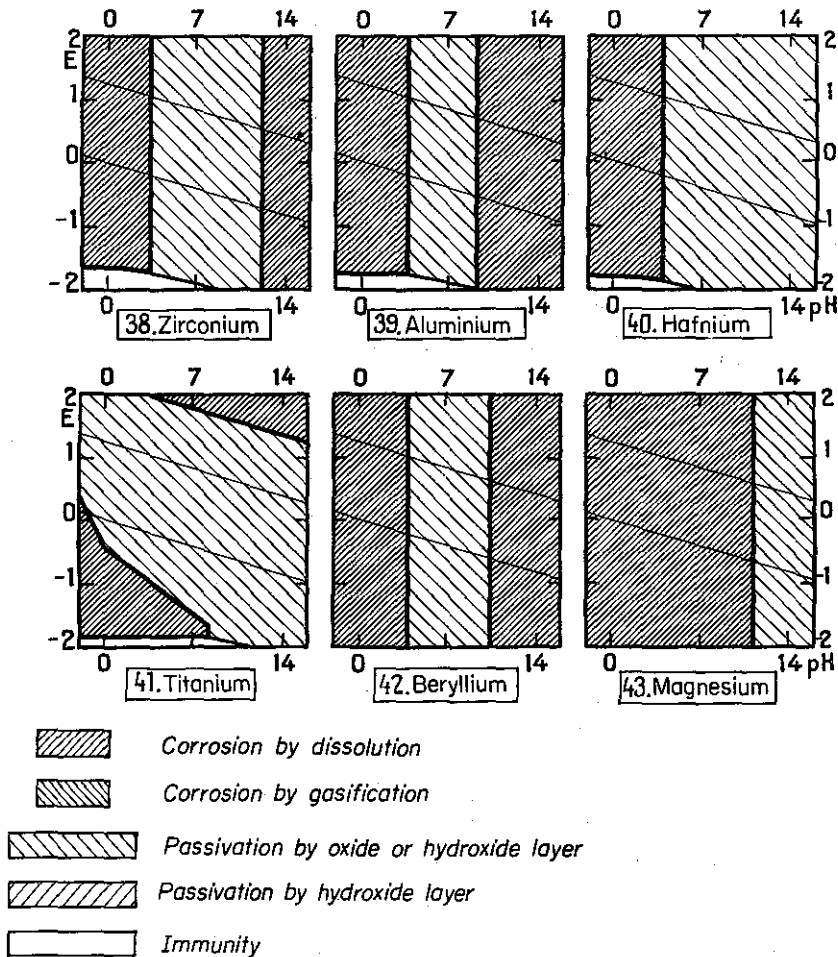 0 7 14 0 7 14 0 7 14
2 2
E
1 1
0 0
-1 -1
-2 -2
0 14 0 14 0 14 pH
38. Zirconium 39. Aluminium 40. Hafnium
0 7 14 0 7 14 0 7 14
2 2
E
1 1
0 0
-1 -1
-2 -2
0 14 0 14 0 14 pH
41. Titanium 42. Beryllium 43. Magnesium
Corrosion by dissolution
Corrosion by gasification
Passivation by oxide or hydroxide layer
Passivation by hydroxide layer
Immunity